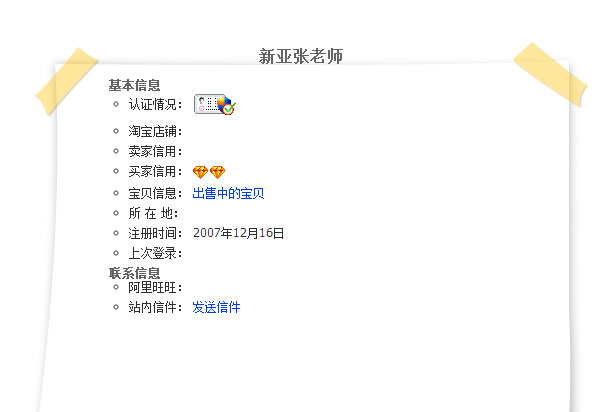 新亚张老师
基本信息
认证情况：
淘宝店铺：
卖家信用：
买家信用：
宝贝信息： 出售中的宝贝
所 在 地：
注册时间： 2007年12月16日
上次登录：
联系信息
阿里旺旺：
站内信件： 发送信件